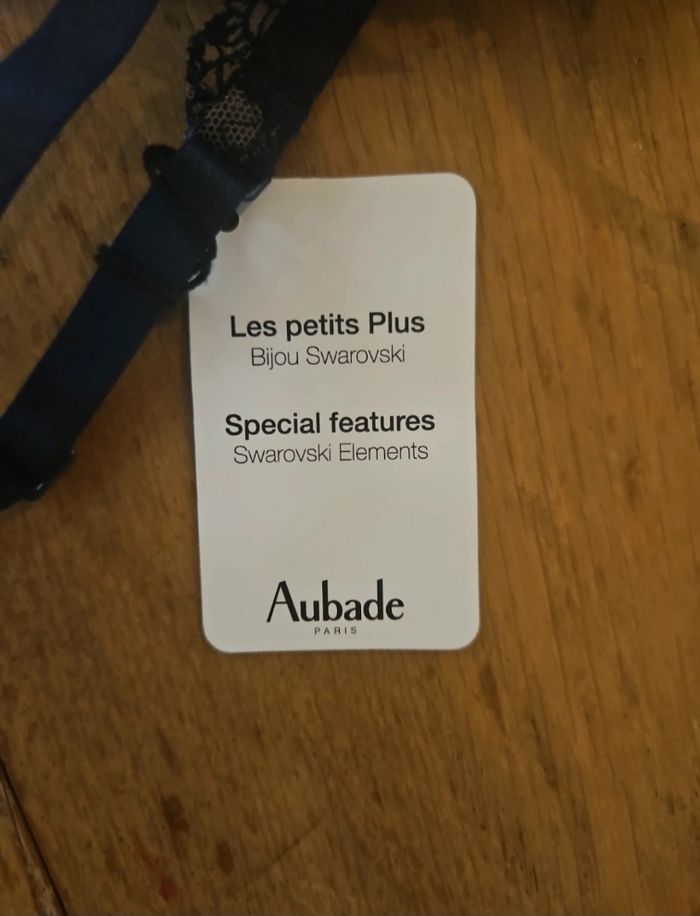 Les petits Plus
Bijou Swarovski
Special features
Swarovski Elements
Aubade
PARIS